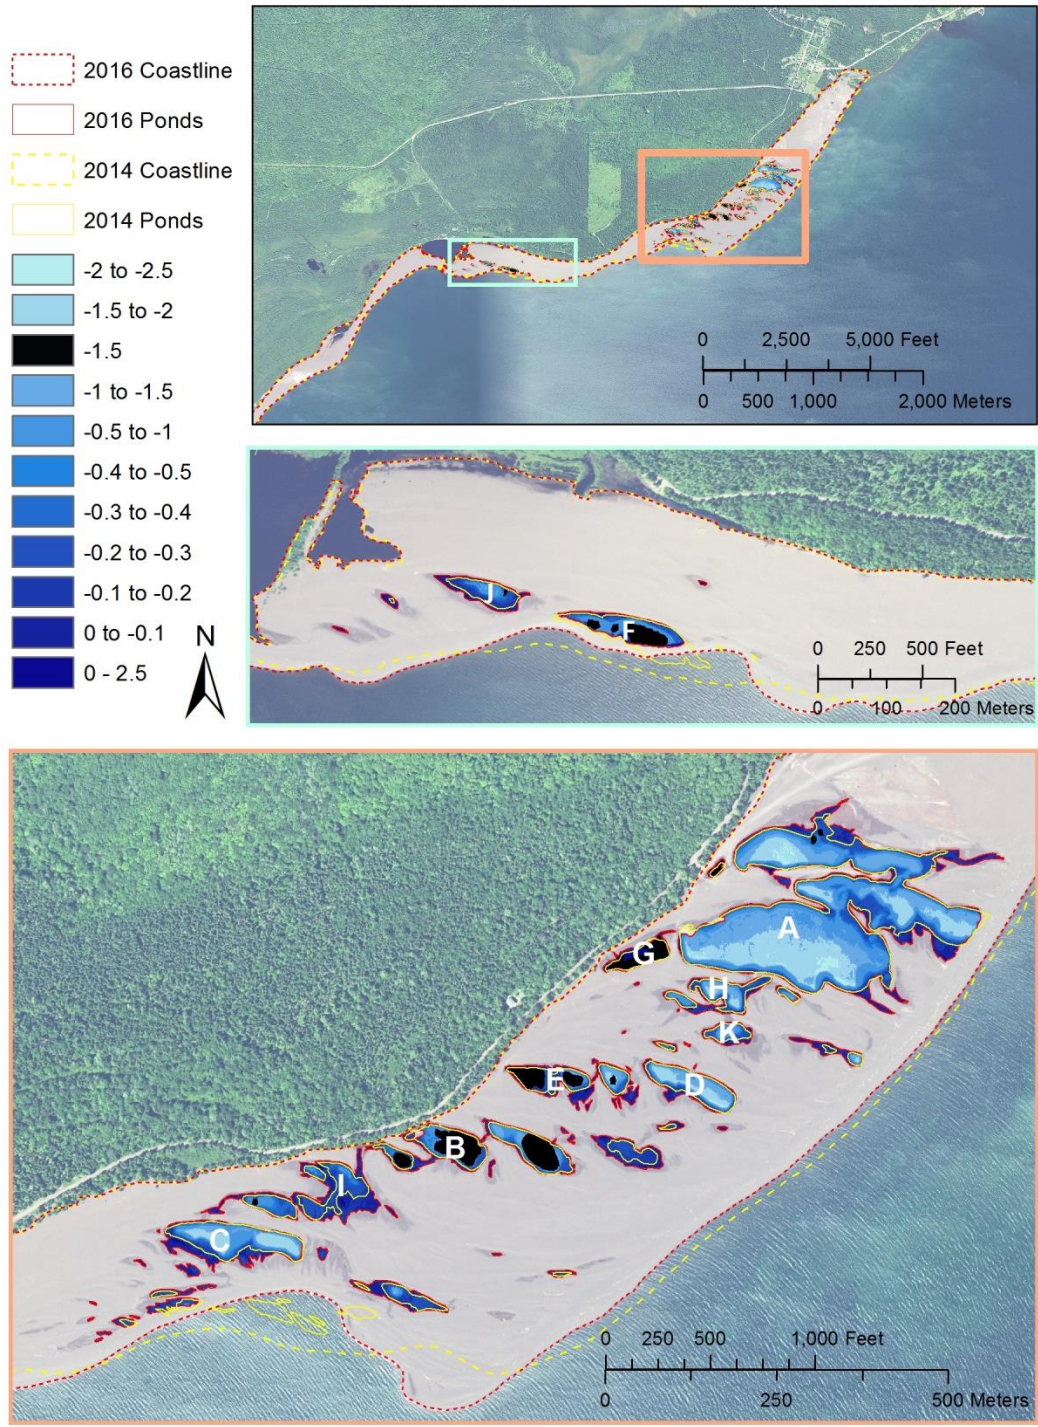 2016 Coastline
2016 Ponds
2014 Coastline
2014 Ponds
-2 to -2.5
-1.5 to -2
-1.5
-1 to -1.5
-0.5 to -1
-0.4 to -0.5
-0.3 to -0.4
-0.2 to -0.3
-0.1 to -0.2
0 to -0.1
0 - 2.5
N
0 2,500 5,000 Feet
0 500 1,000 2,000 Meters
J
F
0 250 500 Feet
0 100 200 Meters
A
G
H
K
E
D
B
I
C
0 250 500 1,000 Feet
0 250 500 Meters